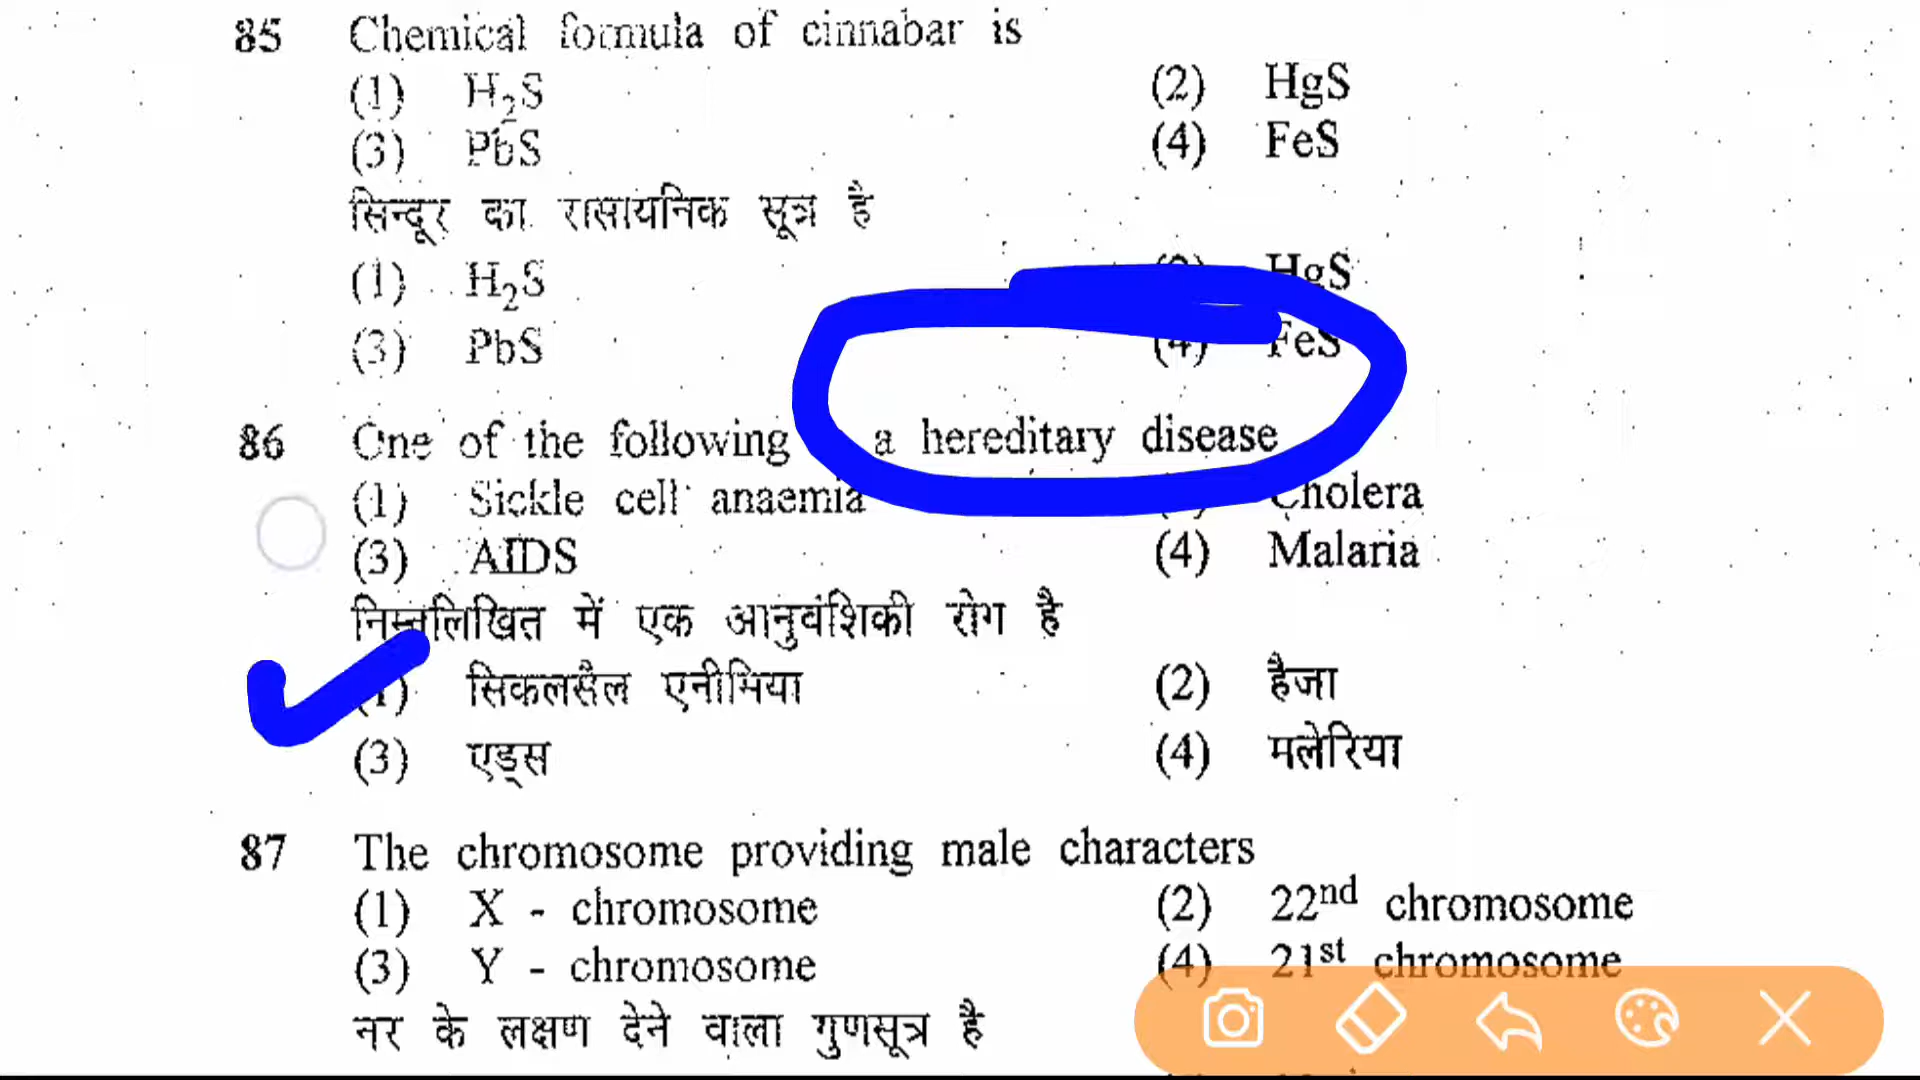 85 Chemical formula of cinnabar is
(1) H₂S (2) HgS
(3) PbS (4) FeS
सिन्दूर का रासायनिक सूत्र है
(1) H₂S (2) HgS
(3) PbS (4) FeS
86 One of the following a hereditary disease
(1) Sickle cell anaemia Cholera
(3) AIDS (4) Malaria
निम्नलिखित में एक आनुवंशिकी रोग है
(1) सिकलसैल एनीमिया (2) हैजा
(3) एड्स (4) मलेरिया
87 The chromosome providing male characters
(1) X - chromosome (2) 22nd chromosome
(3) Y - chromosome (4) 21st chromosome
नर के लक्षण देने वाला गुणसूत्र है